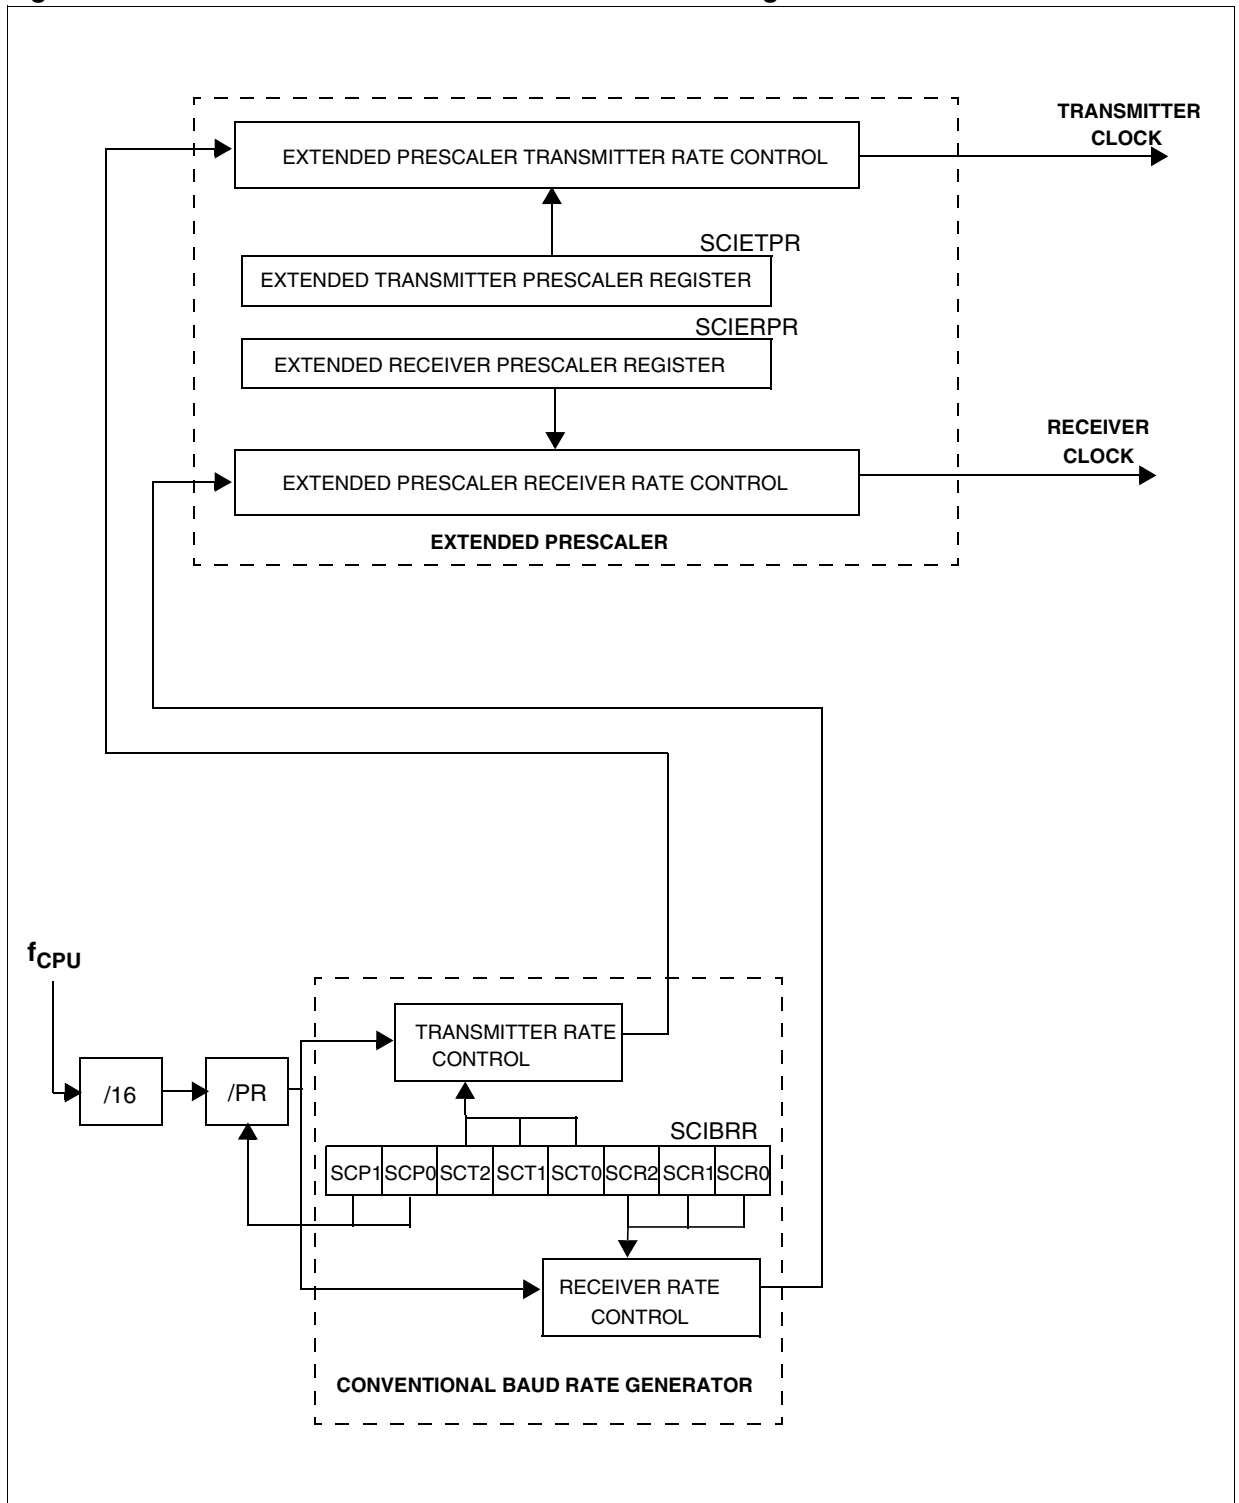 TRANSMITTER
CLOCK
EXTENDED PRESCALER TRANSMITTER RATE CONTROL
SCIETPR
EXTENDED TRANSMITTER PRESCALER REGISTER
SCIERPR
EXTENDED RECEIVER PRESCALER REGISTER
RECEIVER
CLOCK
EXTENDED PRESCALER RECEIVER RATE CONTROL
EXTENDED PRESCALER
fCPU
TRANSMITTER RATE
CONTROL
/16
/PR
SCIBRR
SCP1 SCP0 SCT2 SCT1 SCT0 SCR2 SCR1 SCR0
RECEIVER RATE
CONTROL
CONVENTIONAL BAUD RATE GENERATOR